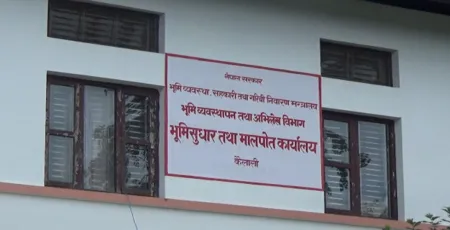 नेपाल सरकार
भूमि व्यवस्था, सहकारी तथा गरिवी निवारण मन्त्रालय
भूमि व्यवस्थापन तथा अभिलेख विभाग
भूमिसुधार तथा मालपोत कार्यालय
कैलाली